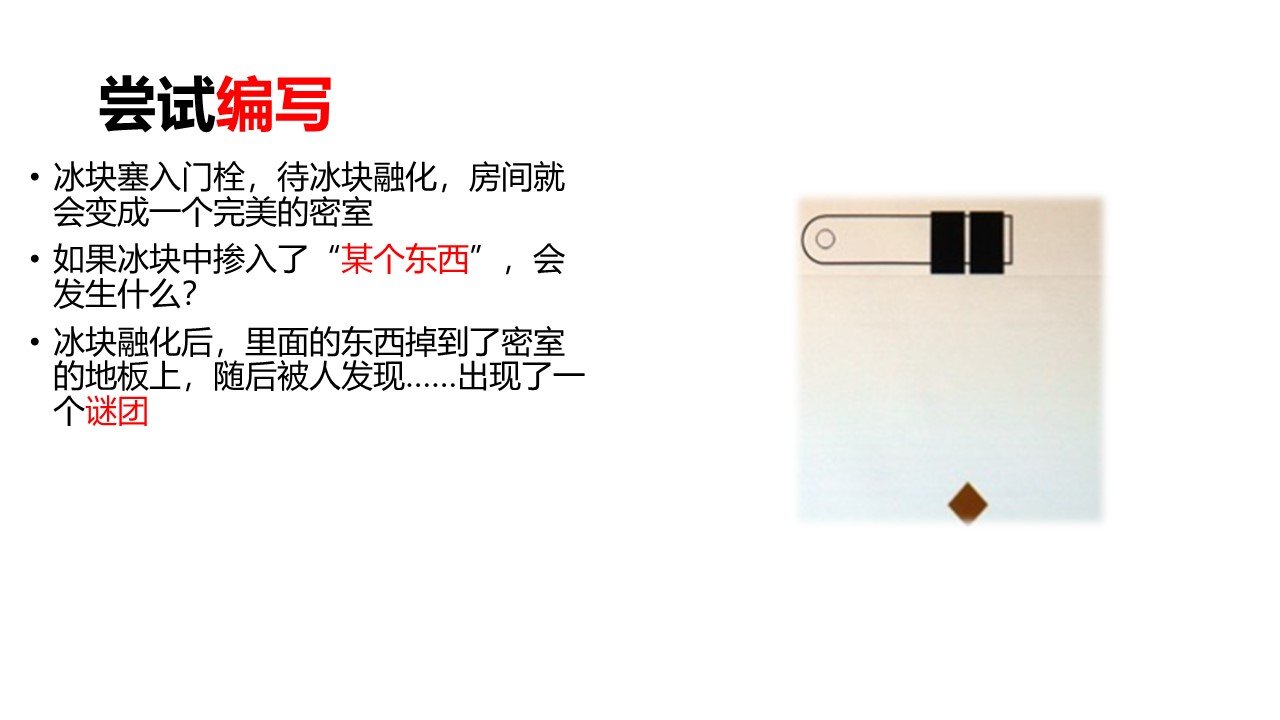 尝试编写
• 冰块塞入门栓，待冰块融化，房间就
会变成一个完美的密室
• 如果冰块中掺入了“某个东西”，会
发生什么？
• 冰块融化后，里面的东西掉到了密室
的地板上，随后被人发现……出现了一
个谜团